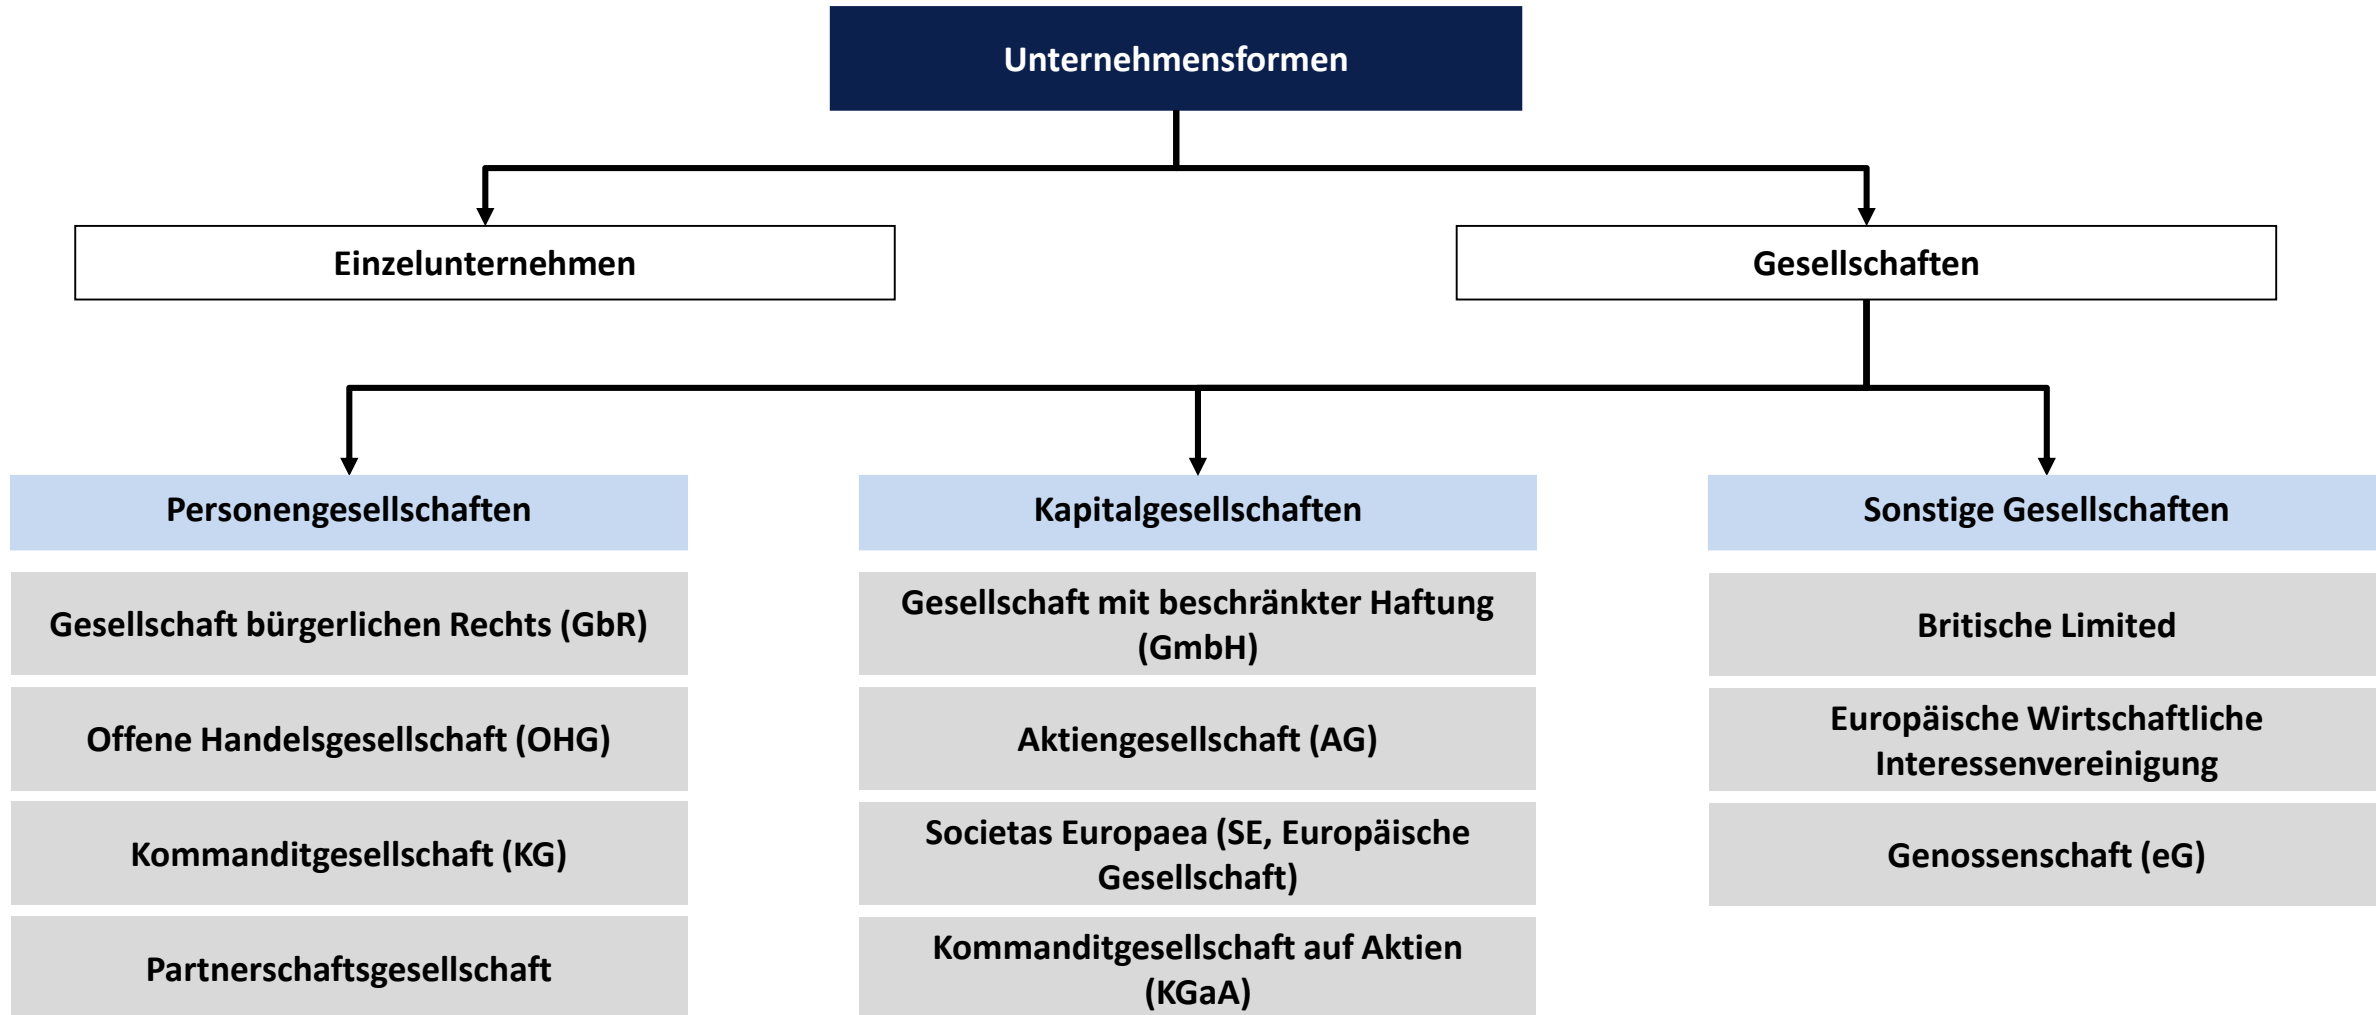 Unternehmensformen
Einzelunternehmen
Gesellschaften
Personengesellschaften
Kapitalgesellschaften
Sonstige Gesellschaften
Gesellschaft bürgerlichen Rechts (GbR)
Offene Handelsgesellschaft (OHG)
Kommanditgesellschaft (KG)
Partnerschaftsgesellschaft
Gesellschaft mit beschränkter Haftung
(GmbH)
Aktiengesellschaft (AG)
Societas Europaea (SE, Europäische
Gesellschaft)
Kommanditgesellschaft auf Aktien
(KGaA)
Britische Limited
Europäische Wirtschaftliche
Interessenvereinigung
Genossenschaft (eG)